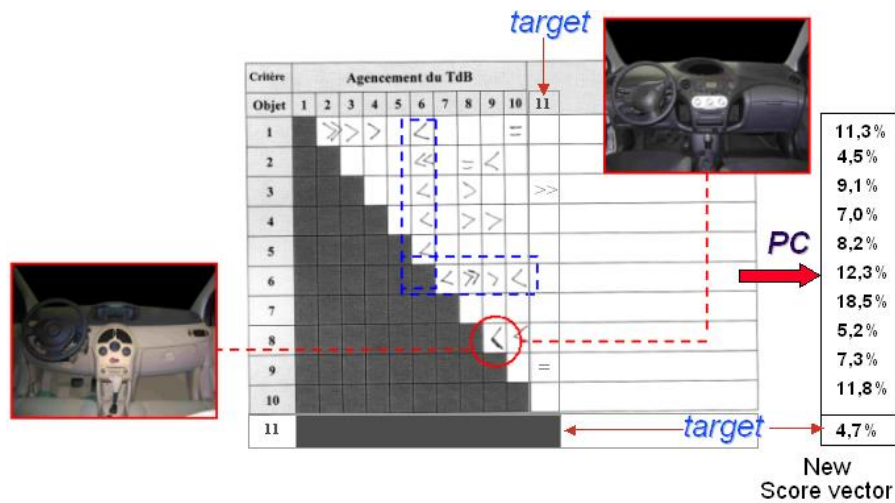 target
Critère Agencement du TdB
Objet 1 2 3 4 5 6 7 8 9 10 11
1 ≫ > > < =
2 ≪ = <
3 < > >>
4 < > >
5 <
6 < ≫ > <
7
8 < <
9 =
10
11
target
PC
11,3%
4,5%
9,1%
7,0%
8,2%
12,3%
18,5%
5,2%
7,3%
11,8%
4,7%
New
Score vector